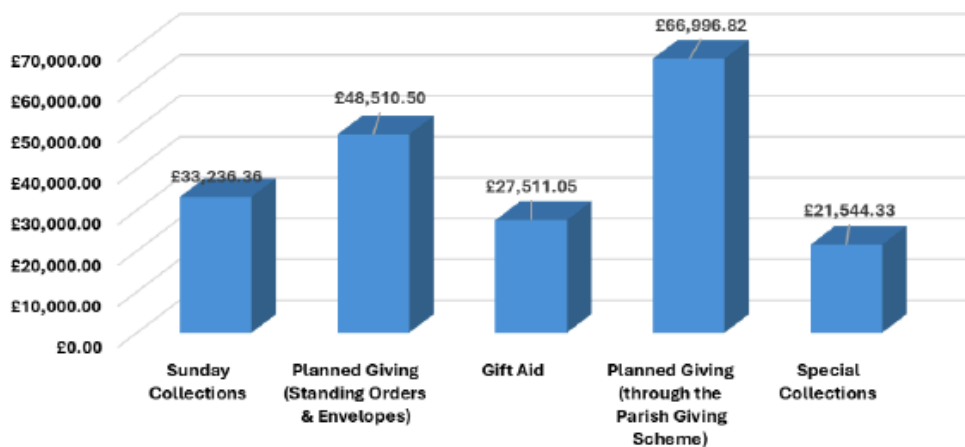 £66,996.82
£70,000.00
£60,000.00
£48,510.50
£50,000.00
£40,000.00
£33,236.36
£27,511.05
£30,000.00
£21,544.33
£20,000.00
£10,000.00
£0.00
Sunday
Collections
Planned Giving
(Standing Orders
& Envelopes)
Gift Aid
Planned Giving
(through the
Parish Giving
Scheme)
Special
Collections